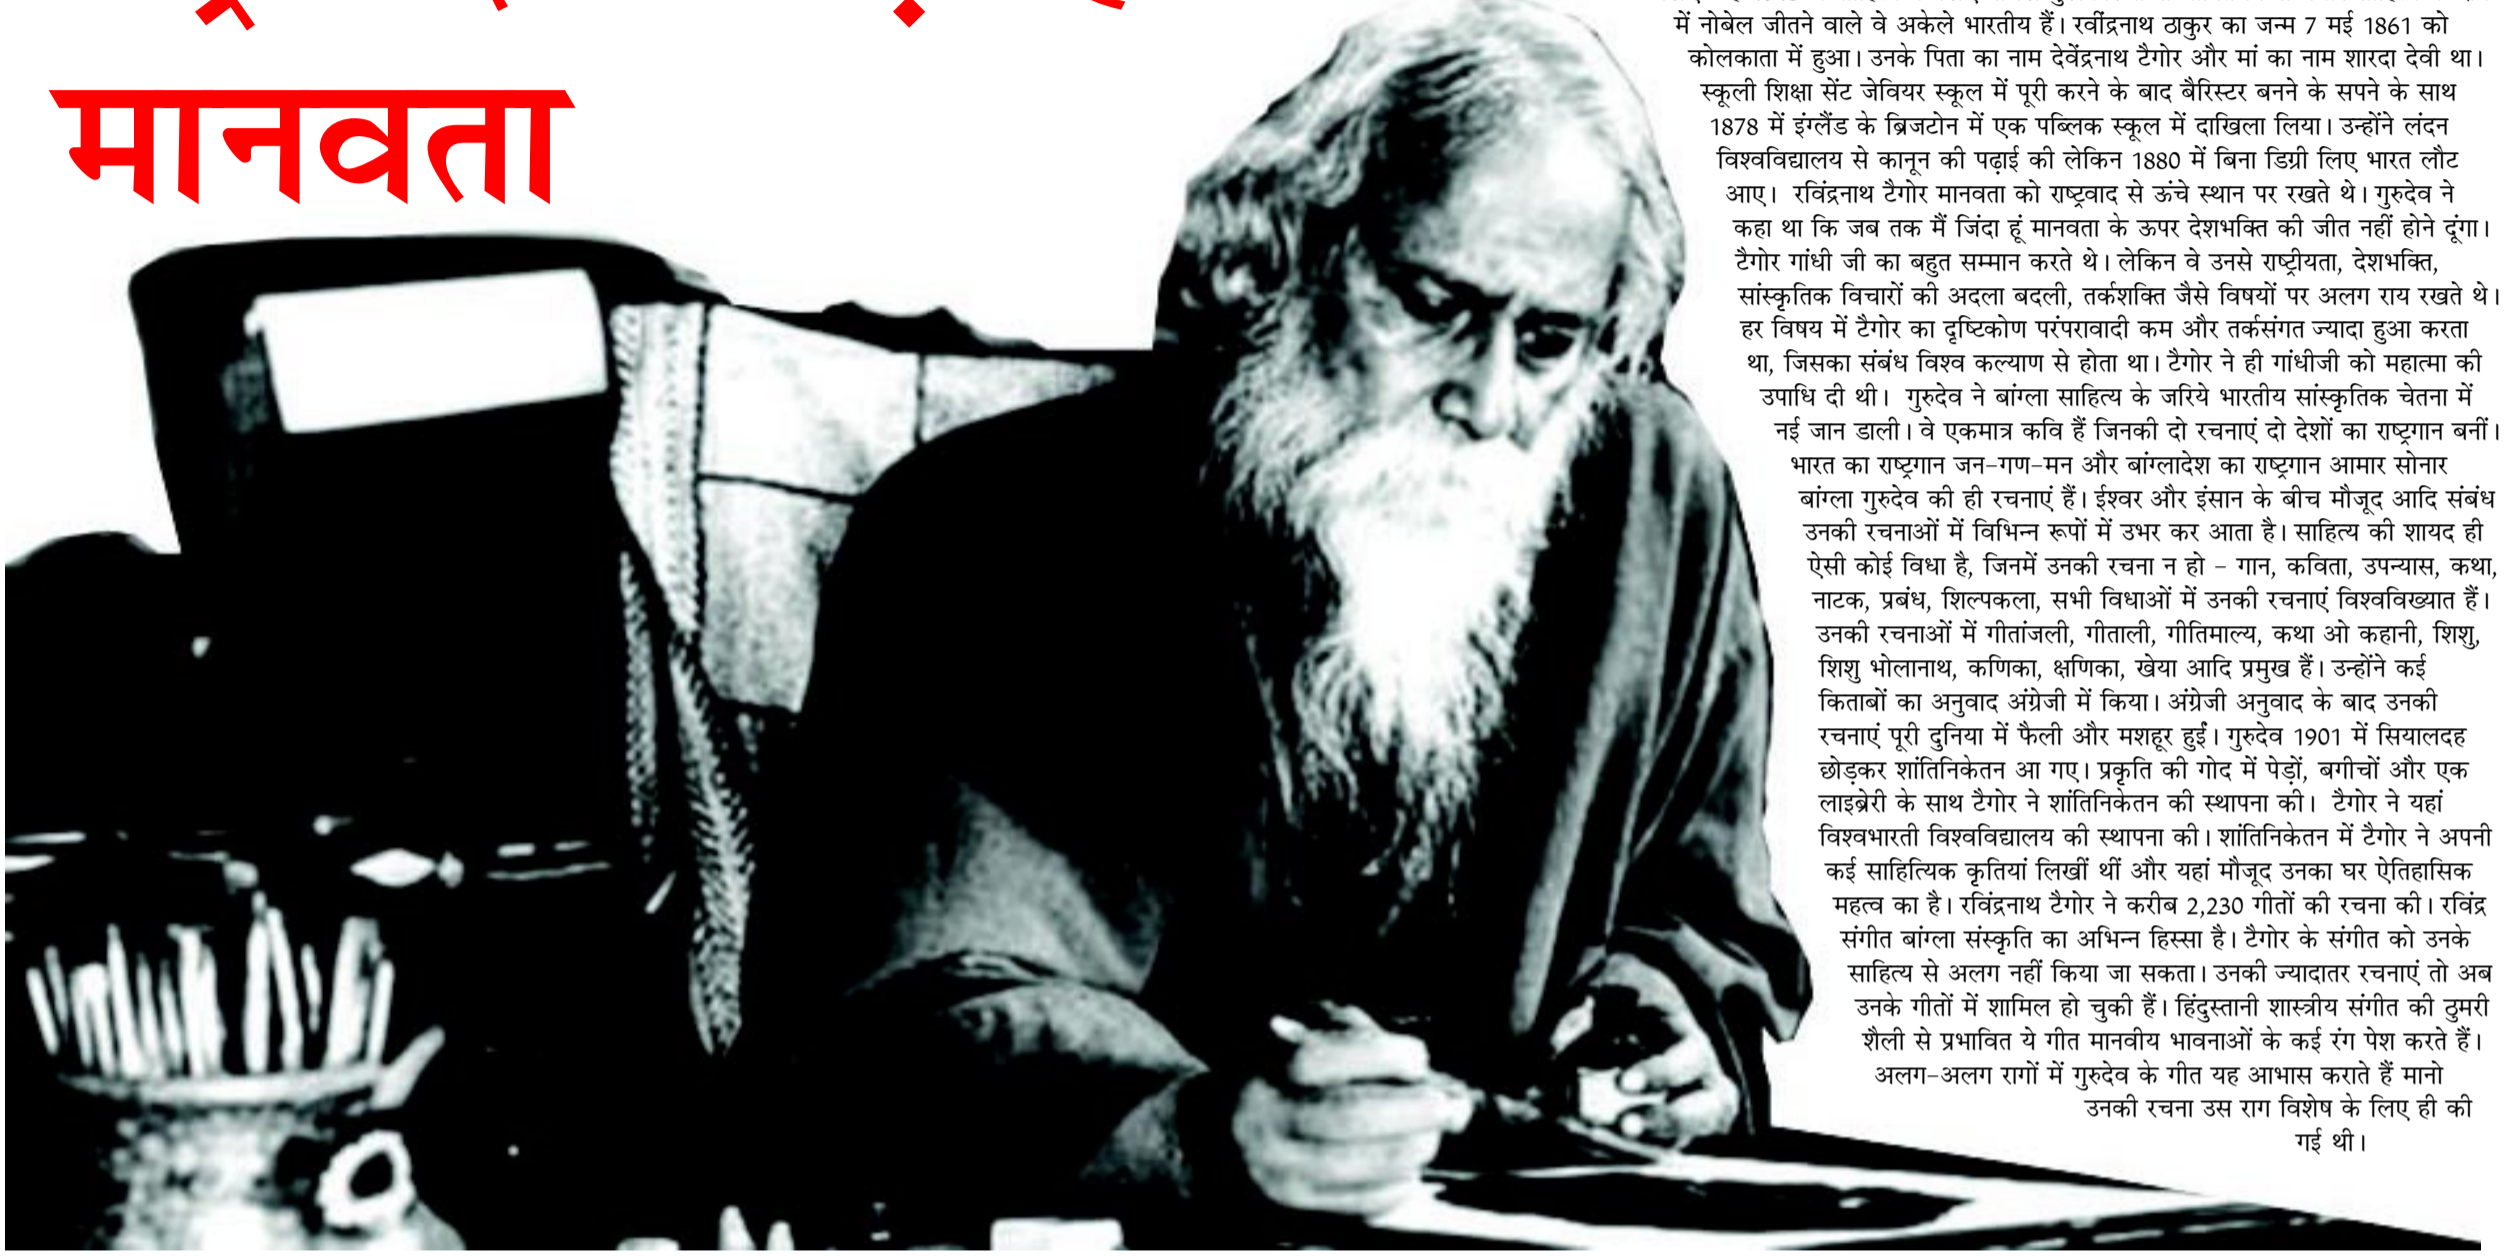 मानवता
में नोबेल जीतने वाले वे अकेले भारतीय हैं। रवींद्रनाथ ठाकुर का जन्म 7 मई 1861 को
कोलकाता में हुआ। उनके पिता का नाम देवेंद्रनाथ टैगोर और मां का नाम शारदा देवी था।
स्कूली शिक्षा सेंट जेवियर स्कूल में पूरी करने के बाद बैरिस्टर बनने के सपने के साथ
1878 में इंग्लैंड के ब्रिजटोन में एक पब्लिक स्कूल में दाखिला लिया। उन्होंने लंदन
विश्वविद्यालय से कानून की पढ़ाई की लेकिन 1880 में बिना डिग्री लिए भारत लौट
आए। रविंद्रनाथ टैगोर मानवता को राष्ट्रवाद से ऊंचे स्थान पर रखते थे। गुरुदेव ने
कहा था कि जब तक मैं जिंदा हूं मानवता के ऊपर देशभक्ति की जीत नहीं होने दूंगा।
टैगोर गांधी जी का बहुत सम्मान करते थे। लेकिन वे उनसे राष्ट्रीयता, देशभक्ति,
सांस्कृतिक विचारों की अदला बदली, तर्कशक्ति जैसे विषयों पर अलग राय रखते थे।
हर विषय में टैगोर का दृष्टिकोण परंपरावादी कम और तर्कसंगत ज्यादा हुआ करता
था, जिसका संबंध विश्व कल्याण से होता था। टैगोर ने ही गांधीजी को महात्मा की
उपाधि दी थी। गुरुदेव ने बांग्ला साहित्य के जरिये भारतीय सांस्कृतिक चेतना में
नई जान डाली। वे एकमात्र कवि हैं जिनकी दो रचनाएं दो देशों का राष्ट्रगान बनीं।
भारत का राष्ट्रगान जन-गण-मन और बांग्लादेश का राष्ट्रगान आमार सोनार
बांग्ला गुरुदेव की ही रचनाएं हैं। ईश्वर और इंसान के बीच मौजूद आदि संबंध
उनकी रचनाओं में विभिन्न रूपों में उभर कर आता है। साहित्य की शायद ही
ऐसी कोई विधा है, जिनमें उनकी रचना न हो - गान, कविता, उपन्यास, कथा,
नाटक, प्रबंध, शिल्पकला, सभी विधाओं में उनकी रचनाएं विश्वविख्यात हैं।
उनकी रचनाओं में गीतांजली, गीताली, गीतिमाल्य, कथा ओ कहानी, शिशु,
शिशु भोलानाथ, कणिका, क्षणिका, खेया आदि प्रमुख हैं। उन्होंने कई
किताबों का अनुवाद अंग्रेजी में किया। अंग्रेजी अनुवाद के बाद उनकी
रचनाएं पूरी दुनिया में फैली और मशहूर हुईं। गुरुदेव 1901 में सियालदह
छोड़कर शांतिनिकेतन आ गए। प्रकृति की गोद में पेड़ों, बगीचों और एक
लाइब्रेरी के साथ टैगोर ने शांतिनिकेतन की स्थापना की। टैगोर ने यहां
विश्वभारती विश्वविद्यालय की स्थापना की। शांतिनिकेतन में टैगोर ने अपनी
कई साहित्यिक कृतियां लिखीं थीं और यहां मौजूद उनका घर ऐतिहासिक
महत्व का है। रविंद्रनाथ टैगोर ने करीब 2,230 गीतों की रचना की। रविंद्र
संगीत बांग्ला संस्कृति का अभिन्न हिस्सा है। टैगोर के संगीत को उनके
साहित्य से अलग नहीं किया जा सकता। उनकी ज्यादातर रचनाएं तो अब
उनके गीतों में शामिल हो चुकी हैं। हिंदुस्तानी शास्त्रीय संगीत की ठुमरी
शैली से प्रभावित ये गीत मानवीय भावनाओं के कई रंग पेश करते हैं।
अलग-अलग रागों में गुरुदेव के गीत यह आभास कराते हैं मानो
उनकी रचना उस राग विशेष के लिए ही की
गई थी।